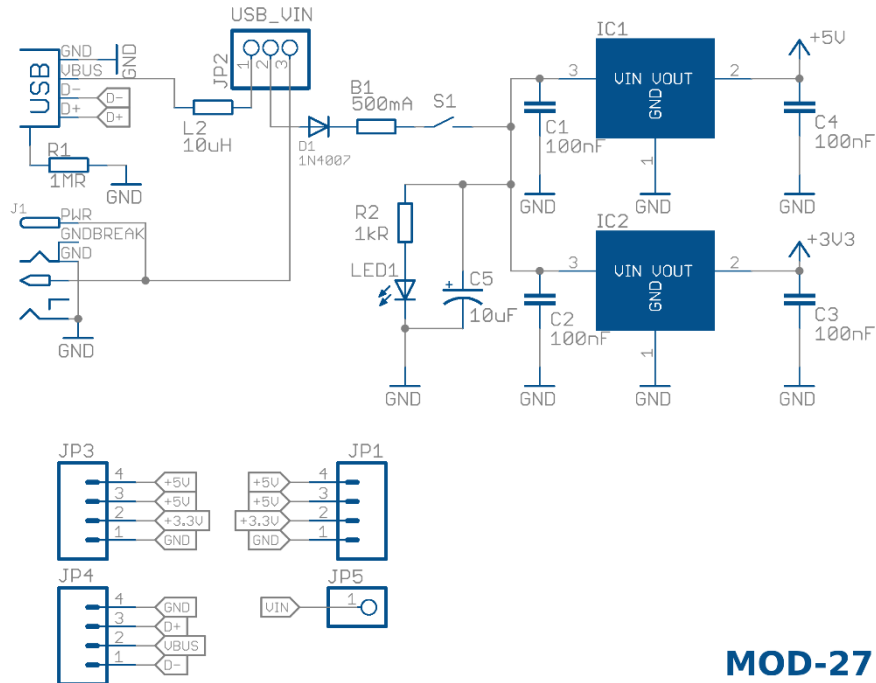 USB_VIN
GND
VBUS
D-
D+
D-
D+
GND
USB
JP2
1
2
3
L2
10uH
D1
1N4007
B1
500mA
S1
R1
1MR
GND
J1
PWR
GNDBREAK
GND
GND
IC1
3
VIN VOUT
GND
2
1
+5V
C1
100nF
C4
100nF
GND
GND
GND
R2
1kR
LED1
C5
10uF
+
GND
IC2
3
VIN VOUT
GND
2
1
+3V3
C2
100nF
C3
100nF
GND
GND
GND
JP3
4 +5V
3 +5V
2 +3.3V
1 GND
JP1
+5V 4
+5V 3
+3.3V 2
GND 1
JP4
4 GND
3 D+
2 VBUS
1 D-
JP5
VIN 1
MOD-27